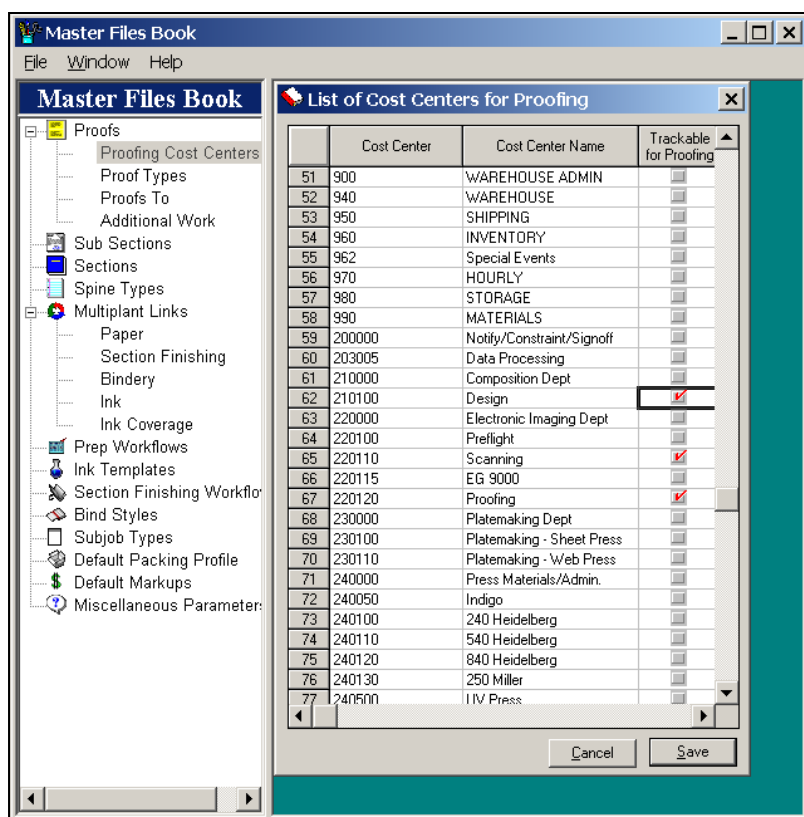 Master Files Book
File Window Help
Master Files Book
Proofs
Proofing Cost Centers
Proof Types
Proofs To
Additional Work
Sub Sections
Sections
Spine Types
Multiplant Links
Paper
Section Finishing
Bindery
Ink
Ink Coverage
Prep Workflows
Ink Templates
Section Finishing Workflo
Bind Styles
Subjob Types
Default Packing Profile
Default Markups
Miscellaneous Parameter
List of Cost Centers for Proofing
Cost Center Cost Center Name Trackable for Proofing
51 900 WAREHOUSE ADMIN
52 940 WAREHOUSE
53 950 SHIPPING
54 960 INVENTORY
55 962 Special Events
56 970 HOURLY
57 980 STORAGE
58 990 MATERIALS
59 200000 Notify/Constraint/Signoff
60 203005 Data Processing
61 210000 Composition Dept
62 210100 Design
63 220000 Electronic Imaging Dept
64 220100 Preflight
65 220110 Scanning
66 220115 EG 9000
67 220120 Proofing
68 230000 Platemaking Dept
69 230100 Platemaking - Sheet Press
70 230110 Platemaking - Web Press
71 240000 Press Materials/Admin.
72 240050 Indigo
73 240100 240 Heidelberg
74 240110 540 Heidelberg
75 240120 840 Heidelberg
76 240130 250 Miller
77 240500 UV Press
Cancel Save